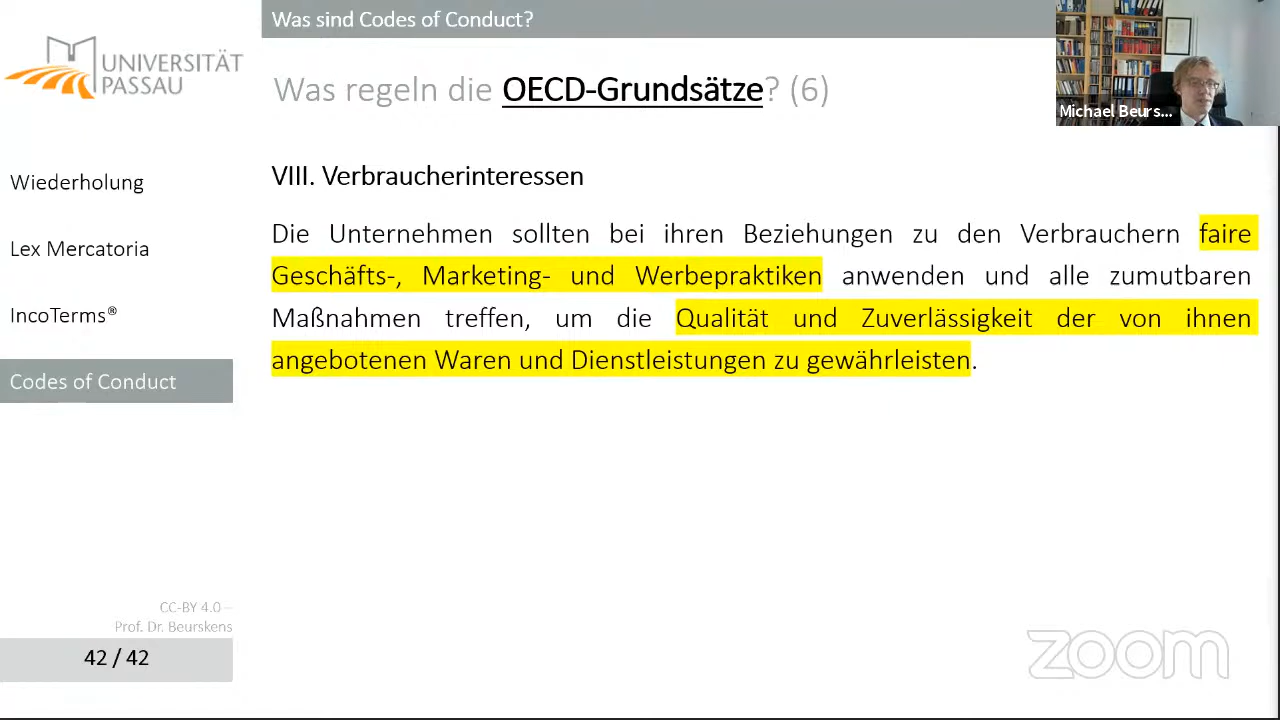 Was sind Codes of Conduct?
UNIVERSITÄT
PASSAU
Was regeln die OECD-Grundsätze? (6)
Michael Beurs...
Wiederholung
Lex Mercatoria
IncoTerms®
Codes of Conduct
VIII. Verbraucherinteressen
Die Unternehmen sollten bei ihren Beziehungen zu den Verbrauchern faire
Geschäfts-, Marketing- und Werbepraktiken anwenden und alle zumutbaren
Maßnahmen treffen, um die Qualität und Zuverlässigkeit der von ihnen
angebotenen Waren und Dienstleistungen zu gewährleisten.
CC-BY 4.0 –
Prof. Dr. Beurskens
42 / 42
zoom